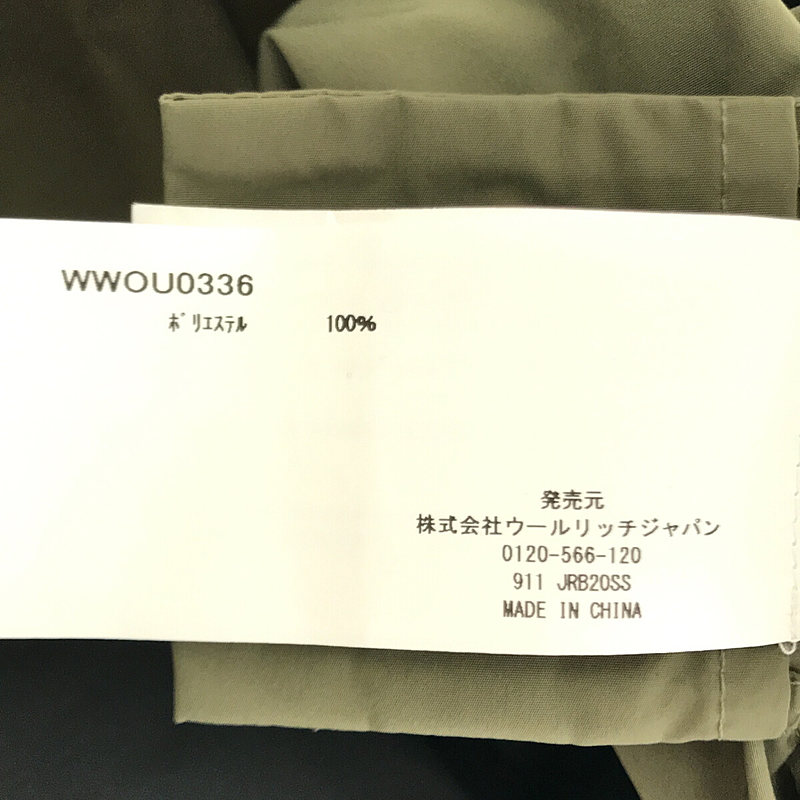 WWOU0336
ﾎﾟﾘｴｽﾃﾙ 100%
発売元
株式会社ウールリッチジャパン
0120-566-120
911 JRB20SS
MADE IN CHINA